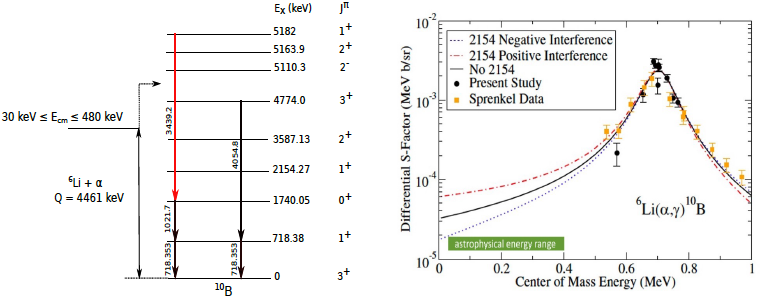 Eₓ (keV) Jπ
5182 1⁺
5163.9 2⁺
5110.3 2⁻
4774.0 3⁺
30 keV ≤ E꜀ₘ ≤ 480 keV
3439.2
3587.13 2⁺
4054.8
2154.27 1⁺
⁶Li + α
Q = 4461 keV
1740.05 0⁺
1021.7
718.38 1⁺
718.353
718.353
0 3⁺
¹⁰B
Differential S-Factor (MeV b/sr)
10⁻²
10⁻³
10⁻⁴
10⁻⁵
2154 Negative Interference
2154 Positive Interference
No 2154
Present Study
Sprenkel Data
⁶Li(α,γ)¹⁰B
astrophysical energy range
0 0.2 0.4 0.6 0.8 1
Center of Mass Energy (MeV)